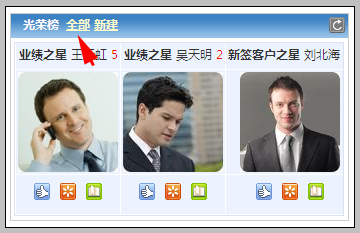 光荣榜 全部 新建
业绩之星 王 虹 5 业绩之星 吴天明 2 新签客户之星 刘北海